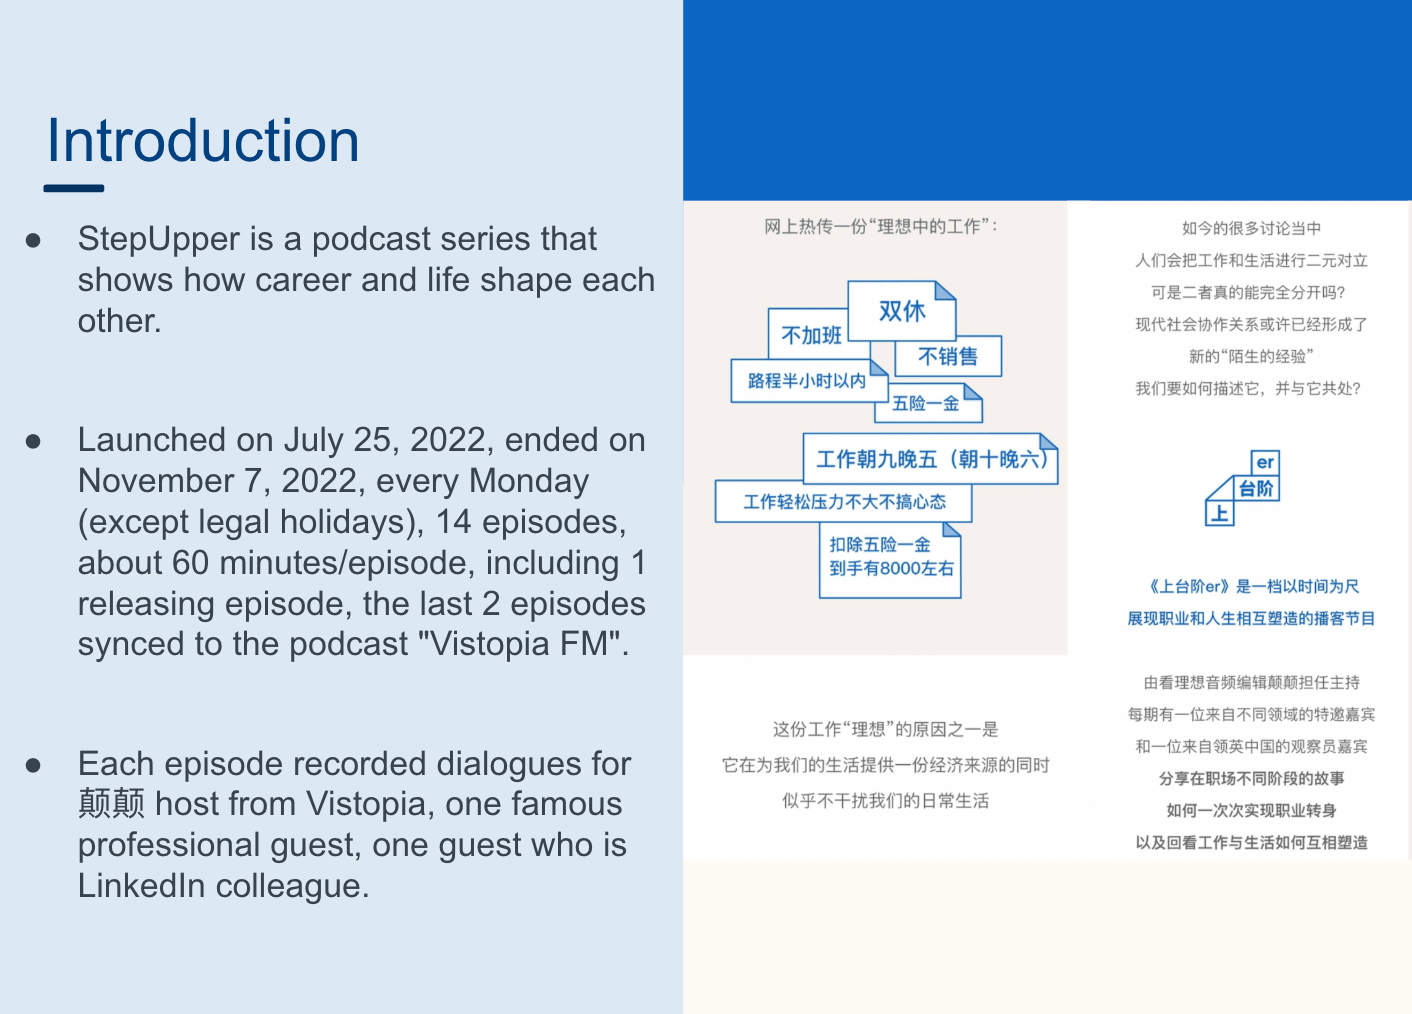 Introduction
● StepUpper is a podcast series that
shows how career and life shape each
other.
● Launched on July 25, 2022, ended on
November 7, 2022, every Monday
(except legal holidays), 14 episodes,
about 60 minutes/episode, including 1
releasing episode, the last 2 episodes
synced to the podcast "Vistopia FM".
● Each episode recorded dialogues for
颠颠 host from Vistopia, one famous
professional guest, one guest who is
LinkedIn colleague.
网上热传一份“理想中的工作”：
双休
不加班
不销售
路程半小时以内
五险一金
工作朝九晚五（朝十晚六）
工作轻松压力不大不搞心态
扣除五险一金
到手有8000左右
这份工作“理想”的原因之一是
它在为我们的生活提供一份经济来源的同时
似乎不干扰我们的日常生活
如今的很多讨论当中
人们会把工作和生活进行二元对立
可是二者真的能完全分开吗？
现代社会协作关系或许已经形成了
新的“陌生的经验”
我们要如何描述它，并与它共处？
er
台阶
上
《上台阶er》是一档以时间为尺
展现职业和人生相互塑造的播客节目
由看理想音频编辑颠颠担任主持
每期有一位来自不同领域的特邀嘉宾
和一位来自领英中国的观察员嘉宾
分享在职场不同阶段的故事
如何一次次实现职业转身
以及回看工作与生活如何互相塑造